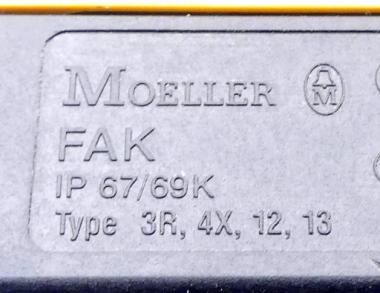 MOELLER M
FAK
IP 67/69K
Type 3R, 4X, 12, 13